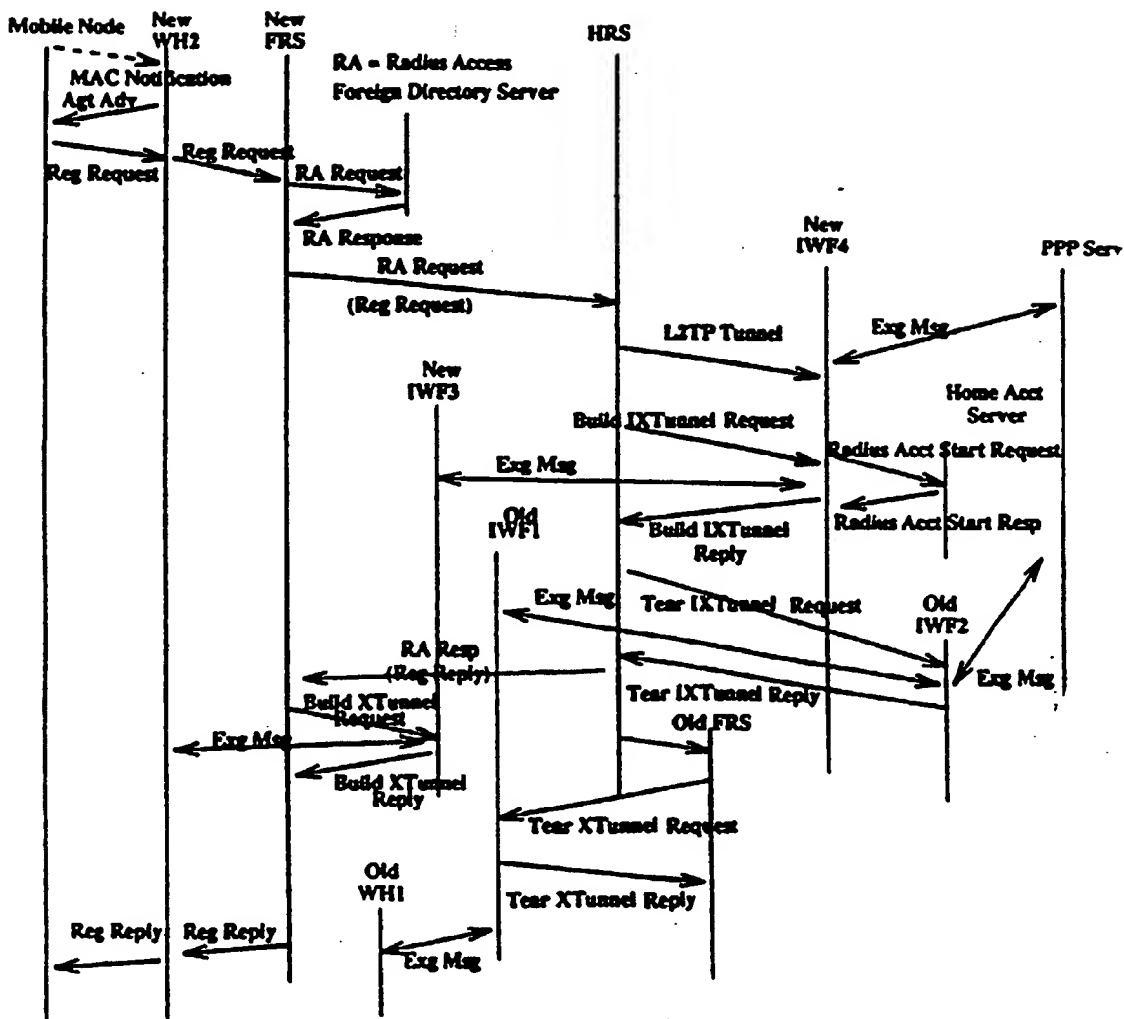 Mobile Node
New
WH2
New
FRS
HRS
RA = Radius Access
Foreign Directory Server
MAC Notification
Agt Adv
Reg Request
Reg Request
RA Request
RA Response
RA Request
(Reg Request)
New
IWF4
PPP Serv
L2TP Tunnel
Exg Msg
New
IWF3
Home Acct
Server
Build IXTunnel Request
Radius Acct Start Request
Exg Msg
Radius Acct Start Resp
Build IXTunnel
Reply
Old
IWF1
Exg Msg
Tear IXTunnel Request
Old
IWF2
RA Resp
(Reg Reply)
Exg Msg
Tear IXTunnel Reply
Build XTunnel
Request
Old FRS
Exg Msg
Build XTunnel
Reply
Tear XTunnel Request
Old
WH1
Tear XTunnel Reply
Reg Reply
Reg Reply
Exg Msg